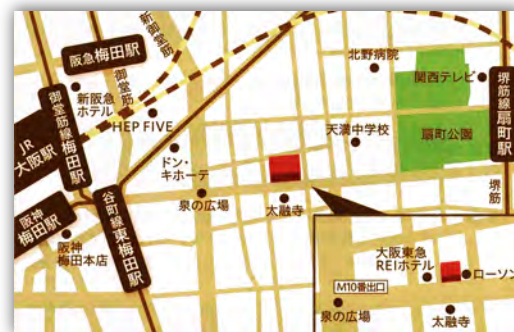 新御堂筋
阪急梅田駅
御堂筋
北野病院
関西テレビ
新阪急
ホテル
HEP FIVE
御堂筋線梅田駅
堺筋線扇町駅
JR
大阪駅
天満中学校
扇町公園
ドン・
キホーテ
谷町線東梅田駅
泉の広場
太融寺
堺筋
阪神
梅田駅
阪神
梅田本店
大阪東急
REIホテル
ローソン
M10番出口
泉の広場
太融寺